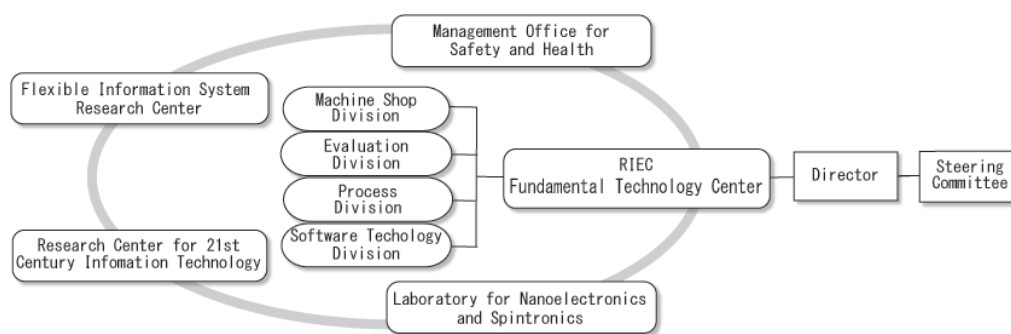 Management Office for
Safety and Health
Flexible Information System
Research Center
Machine Shop
Division
Evaluation
Division
Process
Division
Software Techology
Division
RIEC
Fundamental Technology Center
Director
Steering
Committee
Research Center for 21st
Century Infomation Technology
Laboratory for Nanoelectronics
and Spintronics